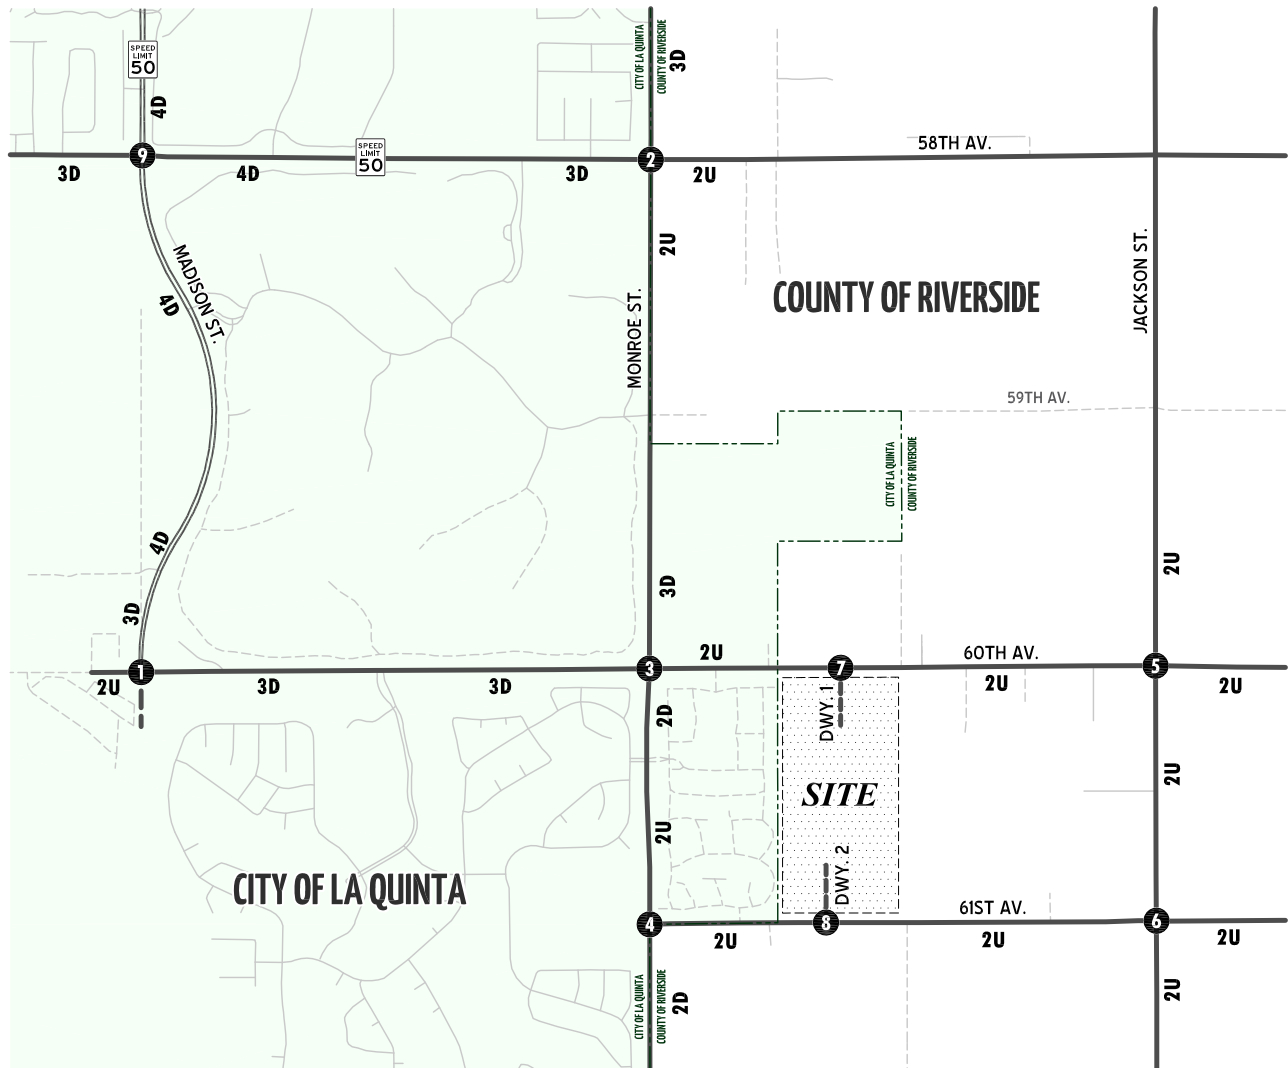 CITY OF LA QUINTA
COUNTY OF RIVERSIDE
3D
SPEED
LIMIT
50
4D
9
SPEED
LIMIT
50
2
58TH AV.
3D
4D
3D
2U
2U
MADISON ST.
4D
MONROE ST.
COUNTY OF RIVERSIDE
JACKSON ST.
59TH AV.
CITY OF LA QUINTA
COUNTY OF RIVERSIDE
4D
3D
3D
2U
1
2U
3D
3D
3
2U
7
60TH AV.
2U
5
2U
2D
DWY. 1
SITE
2U
2U
DWY. 2
CITY OF LA QUINTA
4
2U
8
61ST AV.
2U
6
2U
CITY OF LA QUINTA
COUNTY OF RIVERSIDE
2D
2U